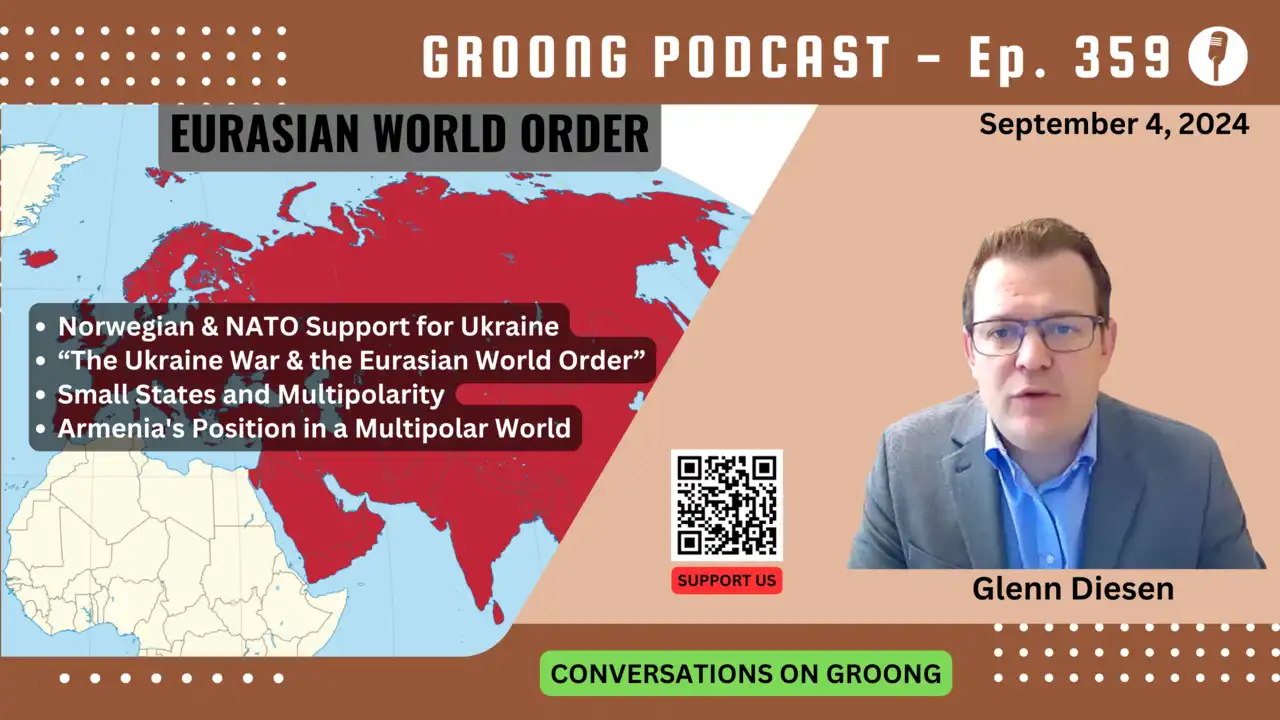 GROONG PODCAST - Ep. 359
September 4, 2024
EURASIAN WORLD ORDER
• Norwegian & NATO Support for Ukraine
• “The Ukraine War & the Eurasian World Order”
• Small States and Multipolarity
• Armenia's Position in a Multipolar World
SUPPORT US
Glenn Diesen
CONVERSATIONS ON GROONG